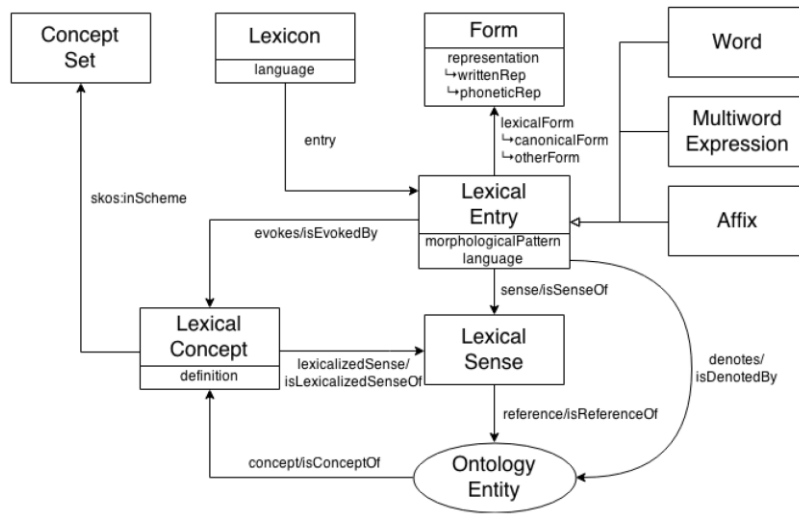 Concept
Set
Lexicon
language
Form
representation
↳writtenRep
↳phoneticRep
Word
Multiword
Expression
Affix
entry
lexicalForm
↳canonicalForm
↳otherForm
skos:inScheme
Lexical
Entry
morphologicalPattern
language
evokes/isEvokedBy
sense/isSenseOf
Lexical
Concept
definition
lexicalizedSense/
isLexicalizedSenseOf
Lexical
Sense
denotes/
isDenotedBy
reference/isReferenceOf
concept/isConceptOf
Ontology
Entity